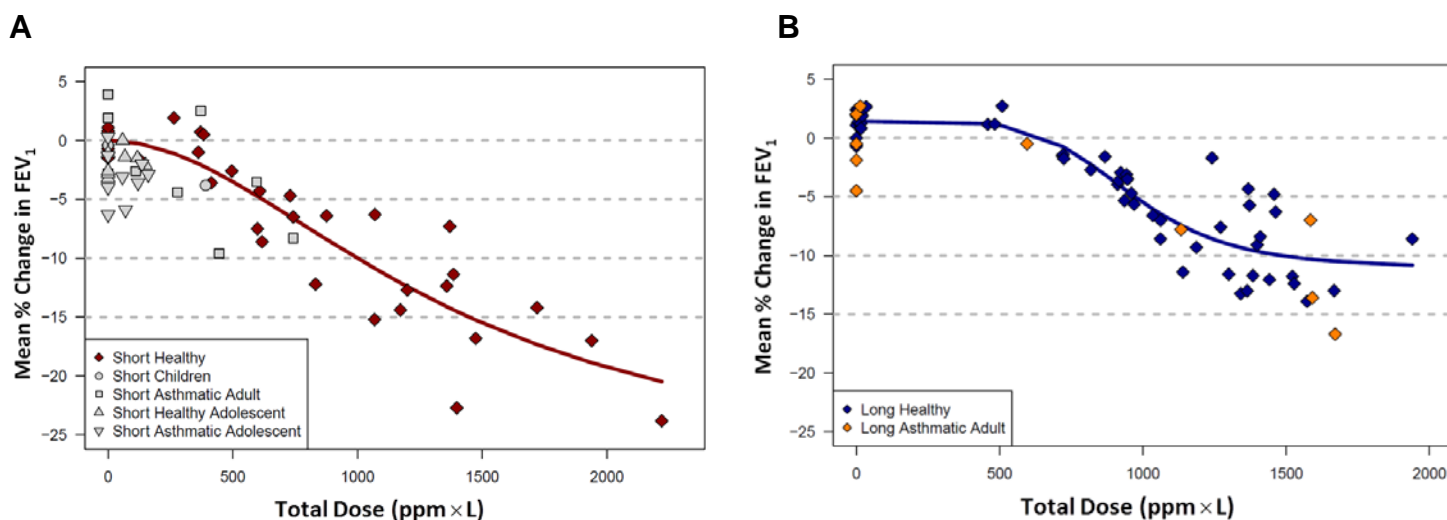 A
Mean % Change in FEV₁
5
0
−5
−10
−15
−20
−25
0
500
1000
1500
2000
Total Dose (ppm × L)
Short Healthy
Short Children
Short Asthmatic Adult
Short Healthy Adolescent
Short Asthmatic Adolescent
B
Mean % Change in FEV₁
5
0
−5
−10
−15
−20
−25
0
500
1000
1500
2000
Total Dose (ppm × L)
Long Healthy
Long Asthmatic Adult